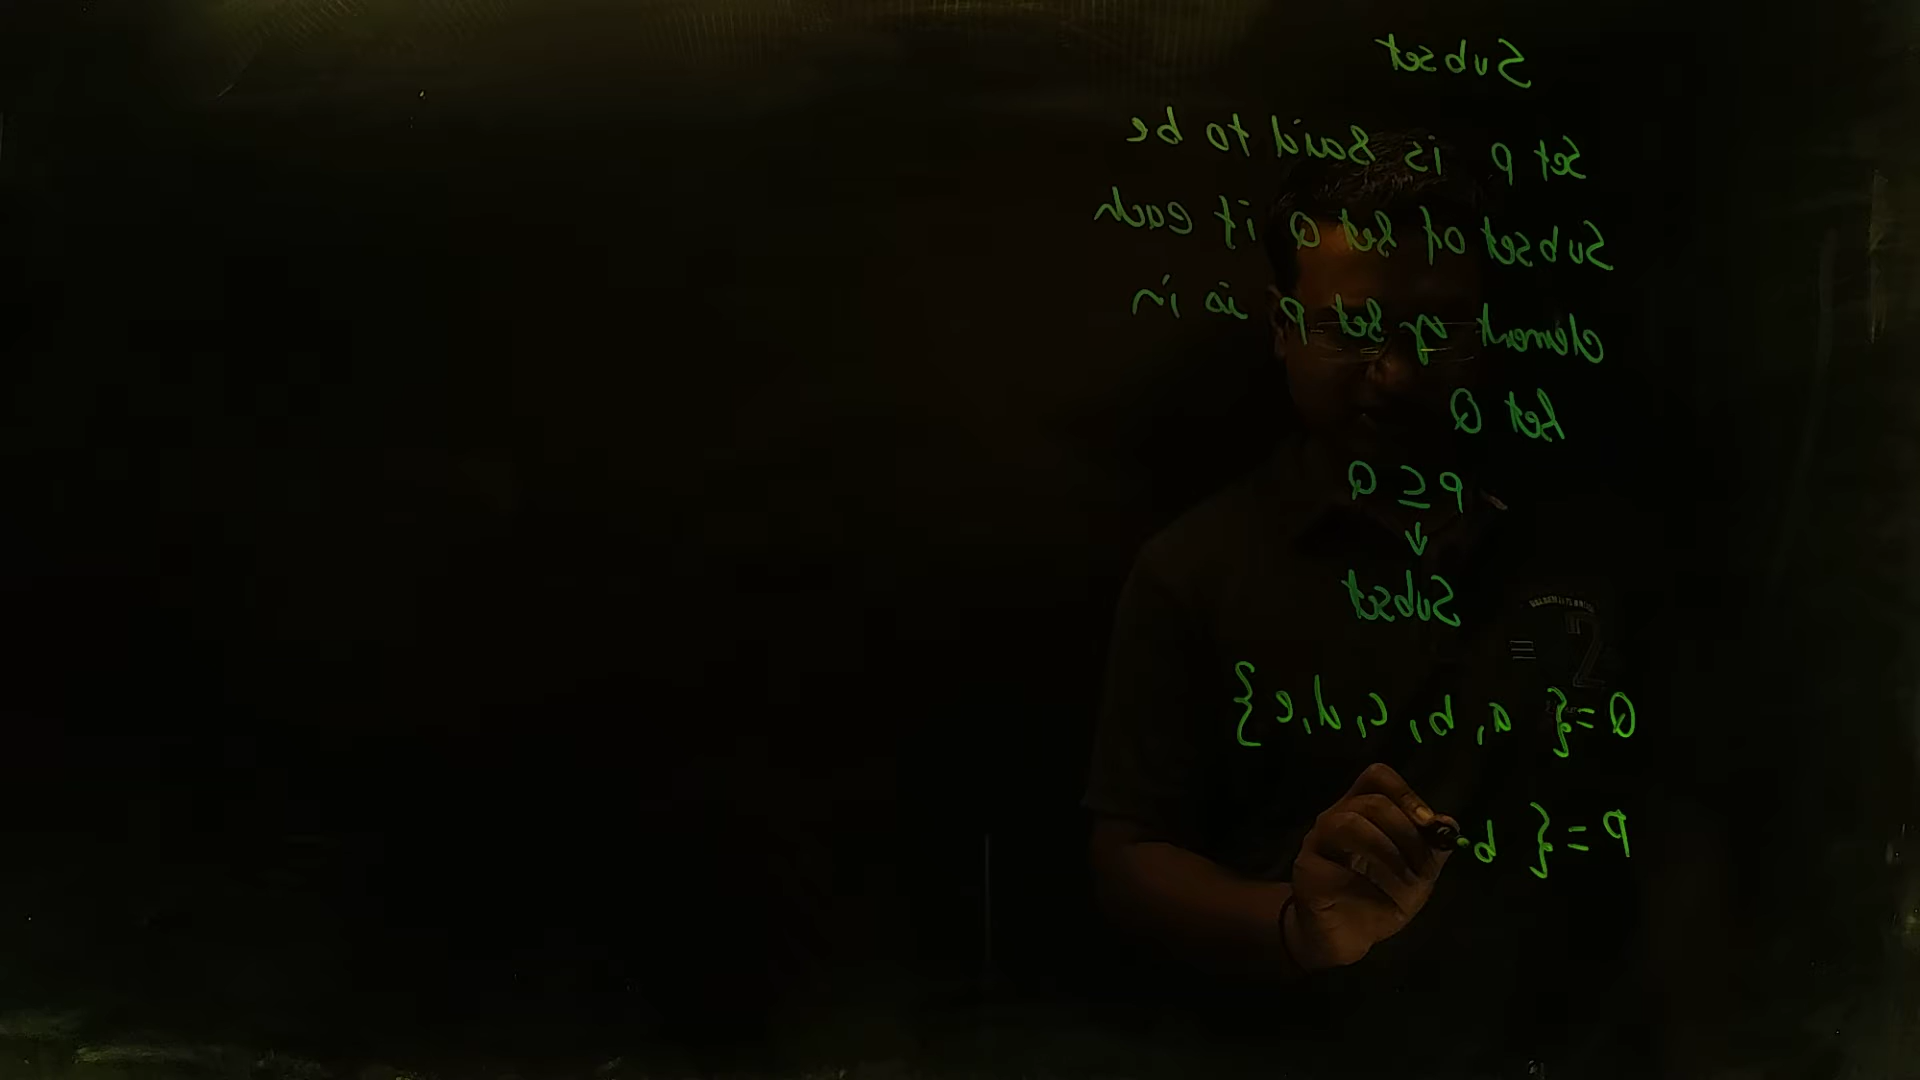 Subset
Set P is said to be
Subset of set Q if each
element of set P is in
set Q
P ⊆ Q
↓
Subset
Q = { a, b, c, d, e }
P = { b